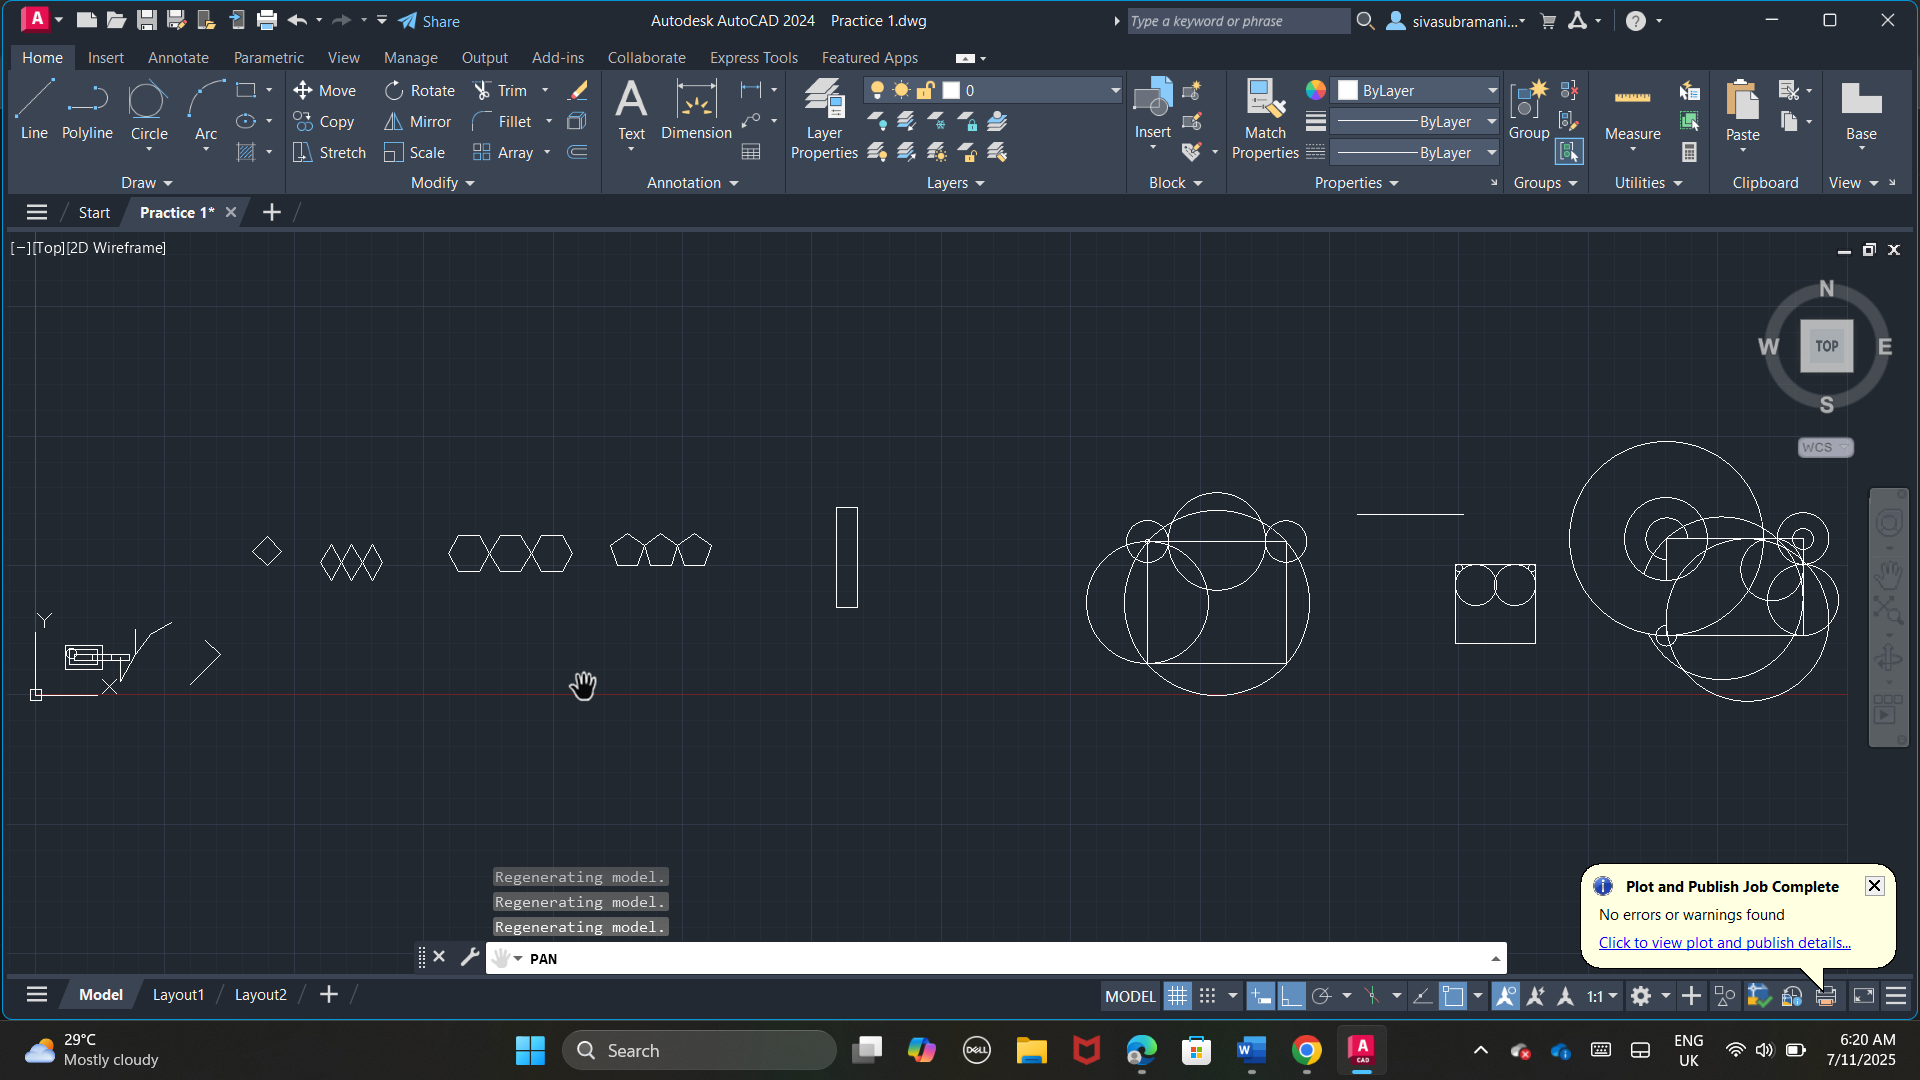 A CAD
Share
Autodesk AutoCAD 2024 Practice 1.dwg
Type a keyword or phrase
sivasubramani...
Home Insert Annotate Parametric View Manage Output Add-ins Collaborate Express Tools Featured Apps
Line Polyline Circle Arc
Move Rotate Trim
Copy Mirror Fillet
Stretch Scale Array
Text Dimension
Layer Properties
0
Insert
Match Properties
ByLayer
ByLayer
ByLayer
Group
Measure
Paste
Base
Draw Modify Annotation Layers Block Properties Groups Utilities Clipboard View
Start Practice 1*
[−][Top][2D Wireframe]
N
W TOP E
S
WCS
Y
X
Regenerating model.
Regenerating model.
Regenerating model.
PAN
Plot and Publish Job Complete
No errors or warnings found
Click to view plot and publish details...
Model Layout1 Layout2
MODEL 1:1
29°C
Mostly cloudy
Search
DELL
W
A CAD
ENG
UK
6:20 AM
7/11/2025